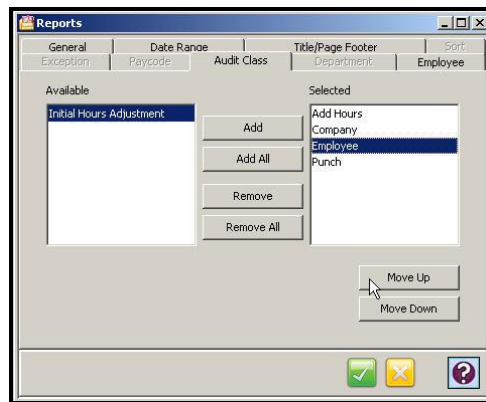 Reports
General Date Range Title/Page Footer Sort
Exception Paycode Audit Class Department Employee
Available Selected
Initial Hours Adjustment
Add Hours
Company
Employee
Punch
Add
Add All
Remove
Remove All
Move Up
Move Down
?